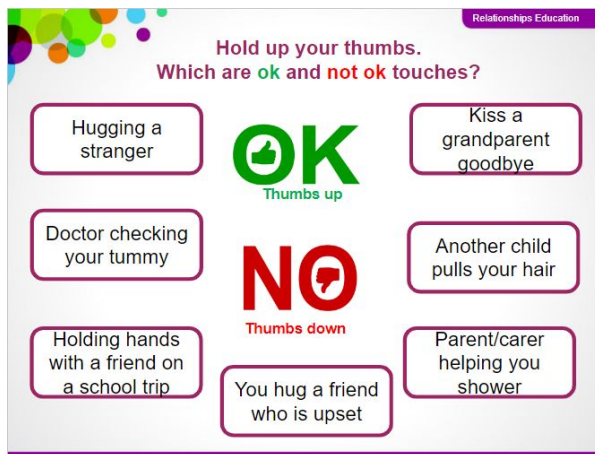 Relationships Education
Hold up your thumbs.
Which are ok and not ok touches?
Hugging a
stranger
OK
Thumbs up
Kiss a
grandparent
goodbye
Doctor checking
your tummy
NO
Thumbs down
Another child
pulls your hair
Holding hands
with a friend on
a school trip
You hug a friend
who is upset
Parent/carer
helping you
shower